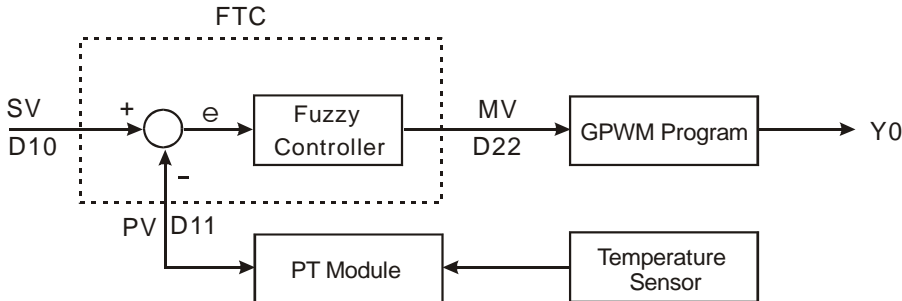 FTC
SV
D10
+
e
Fuzzy
Controller
MV
D22
GPWM Program
Y0
−
PV
D11
PT Module
Temperature
Sensor